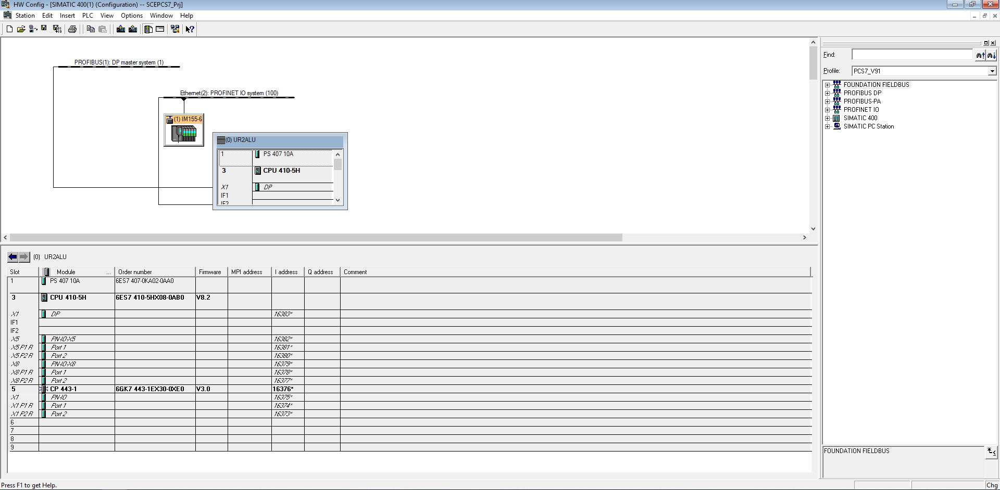 HW Config - [SIMATIC 400(1) (Configuration) -- SCEPCS7_Prj]
Station Edit Insert PLC View Options Window Help
PROFIBUS(1): DP master system (1)
Ethernet(2): PROFINET IO system (100)
(1) IM155-6
(0) UR2ALU
1 PS 407 10A
3 CPU 410-5H
X1 DP
IF1
IF2
Find:
Profile: PCS7_V91
FOUNDATION FIELDBUS
PROFIBUS DP
PROFIBUS-PA
PROFINET IO
SIMATIC 400
SIMATIC PC Station
FOUNDATION FIELDBUS
(0) UR2ALU
Slot Module ... Order number Firmware MPI address I address Q address Comment
1 PS 407 10A 6ES7 407-0KA02-0AA0
3 CPU 410-5H 6ES7 410-5HX08-0AB0 V8.2
X1 DP 16383*
IF1
IF2
X5 PN-IO-X5 16382*
X5 P1 R Port 1 16381*
X5 P2 R Port 2 16380*
X8 PN-IO-X8 16379*
X8 P1 R Port 1 16378*
X8 P2 R Port 2 16377*
5 CP 443-1 6GK7 443-1EX30-0XE0 V3.0 16376*
X1 PN-IO 16375*
X1 P1 R Port 1 16374*
X1 P2 R Port 2 16373*
6
7
8
9
Press F1 to get Help.
Chg